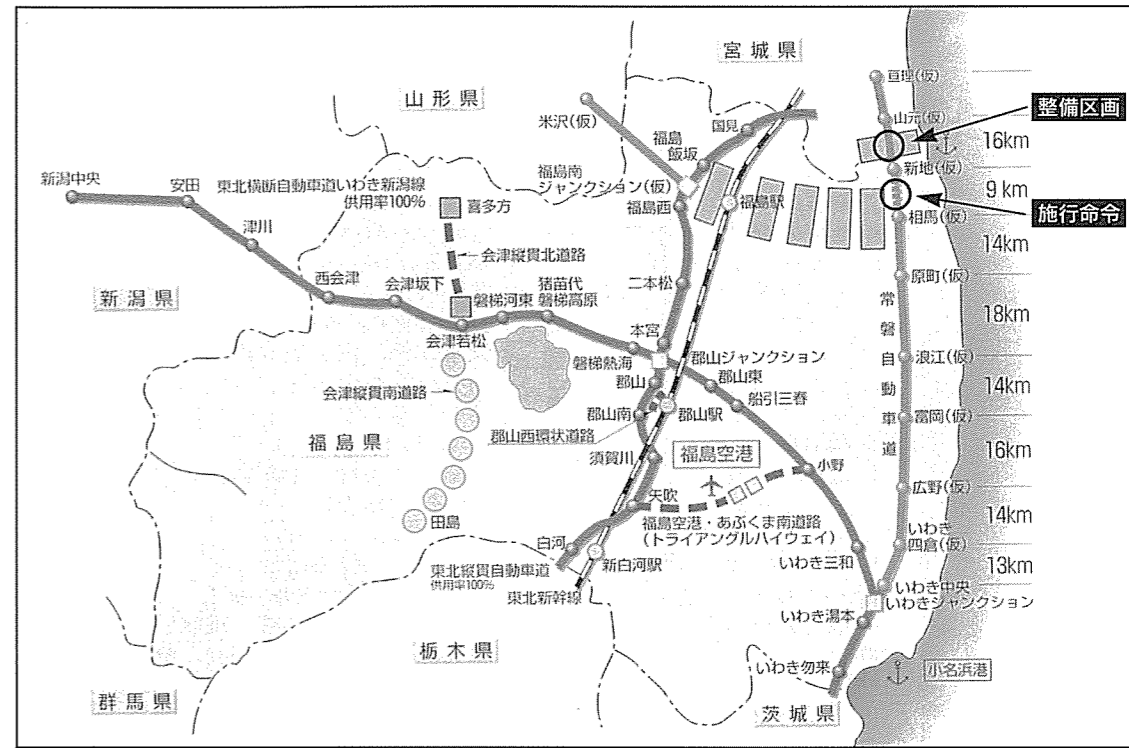 宮城県
山形県
亘理(仮)
米沢(仮)
国見
山元(仮)
整備区画
16km
福島
飯坂
福島南
ジャンクション(仮)
新地(仮)
9km
新潟中央
安田
東北横断自動車道いわき新潟線
供用率100%
喜多方
福島西
福島駅
相馬(仮)
施行命令
14km
津川
会津縦貫北道路
西会津
会津坂下
猪苗代
磐梯河東
磐梯高原
二本松
原町(仮)
新潟県
18km
会津若松
本宮
常磐自動車道
磐梯熱海
郡山ジャンクション
浪江(仮)
14km
会津縦貫南道路
郡山
郡山東
船引三春
郡山南
郡山駅
富岡(仮)
福島県
郡山西環状道路
16km
須賀川
福島空港
小野
田島
矢吹
福島空港・あぶくま南道路
(トライアングルハイウェイ)
広野(仮)
14km
白河
いわき
四倉(仮)
東北縦貫自動車道
供用率100%
新白河駅
いわき三和
13km
東北新幹線
いわき中央
いわきジャンクション
いわき湯本
栃木県
いわき勿来
小名浜港
群馬県
茨城県